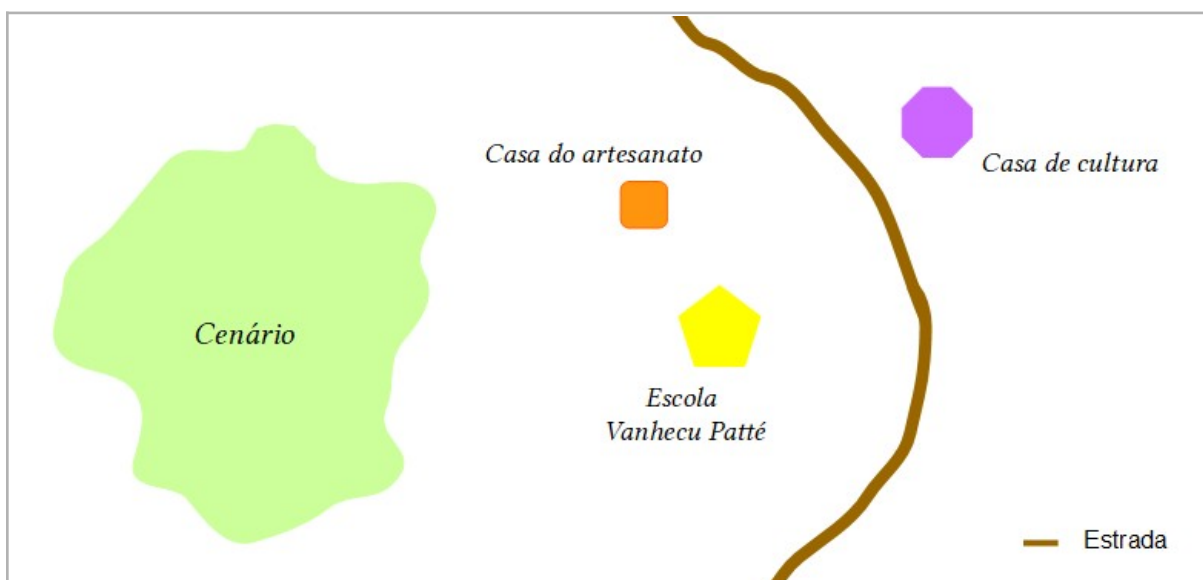 Casa do artesanato
Casa de cultura
Cenário
Escola
Vanhecu Patté
Estrada